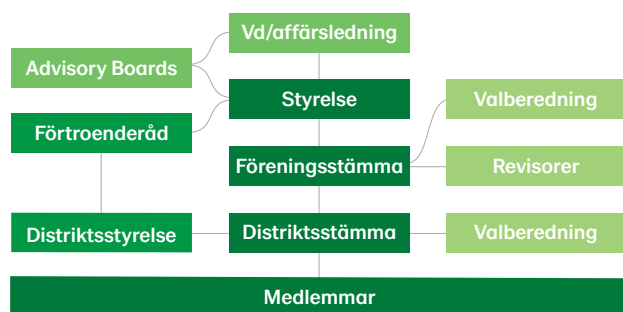 Vd/affärsledning
Advisory Boards
Styrelse
Valberedning
Förtroenderåd
Föreningsstämma
Revisorer
Distriktsstyrelse
Distriktsstämma
Valberedning
Medlemmar